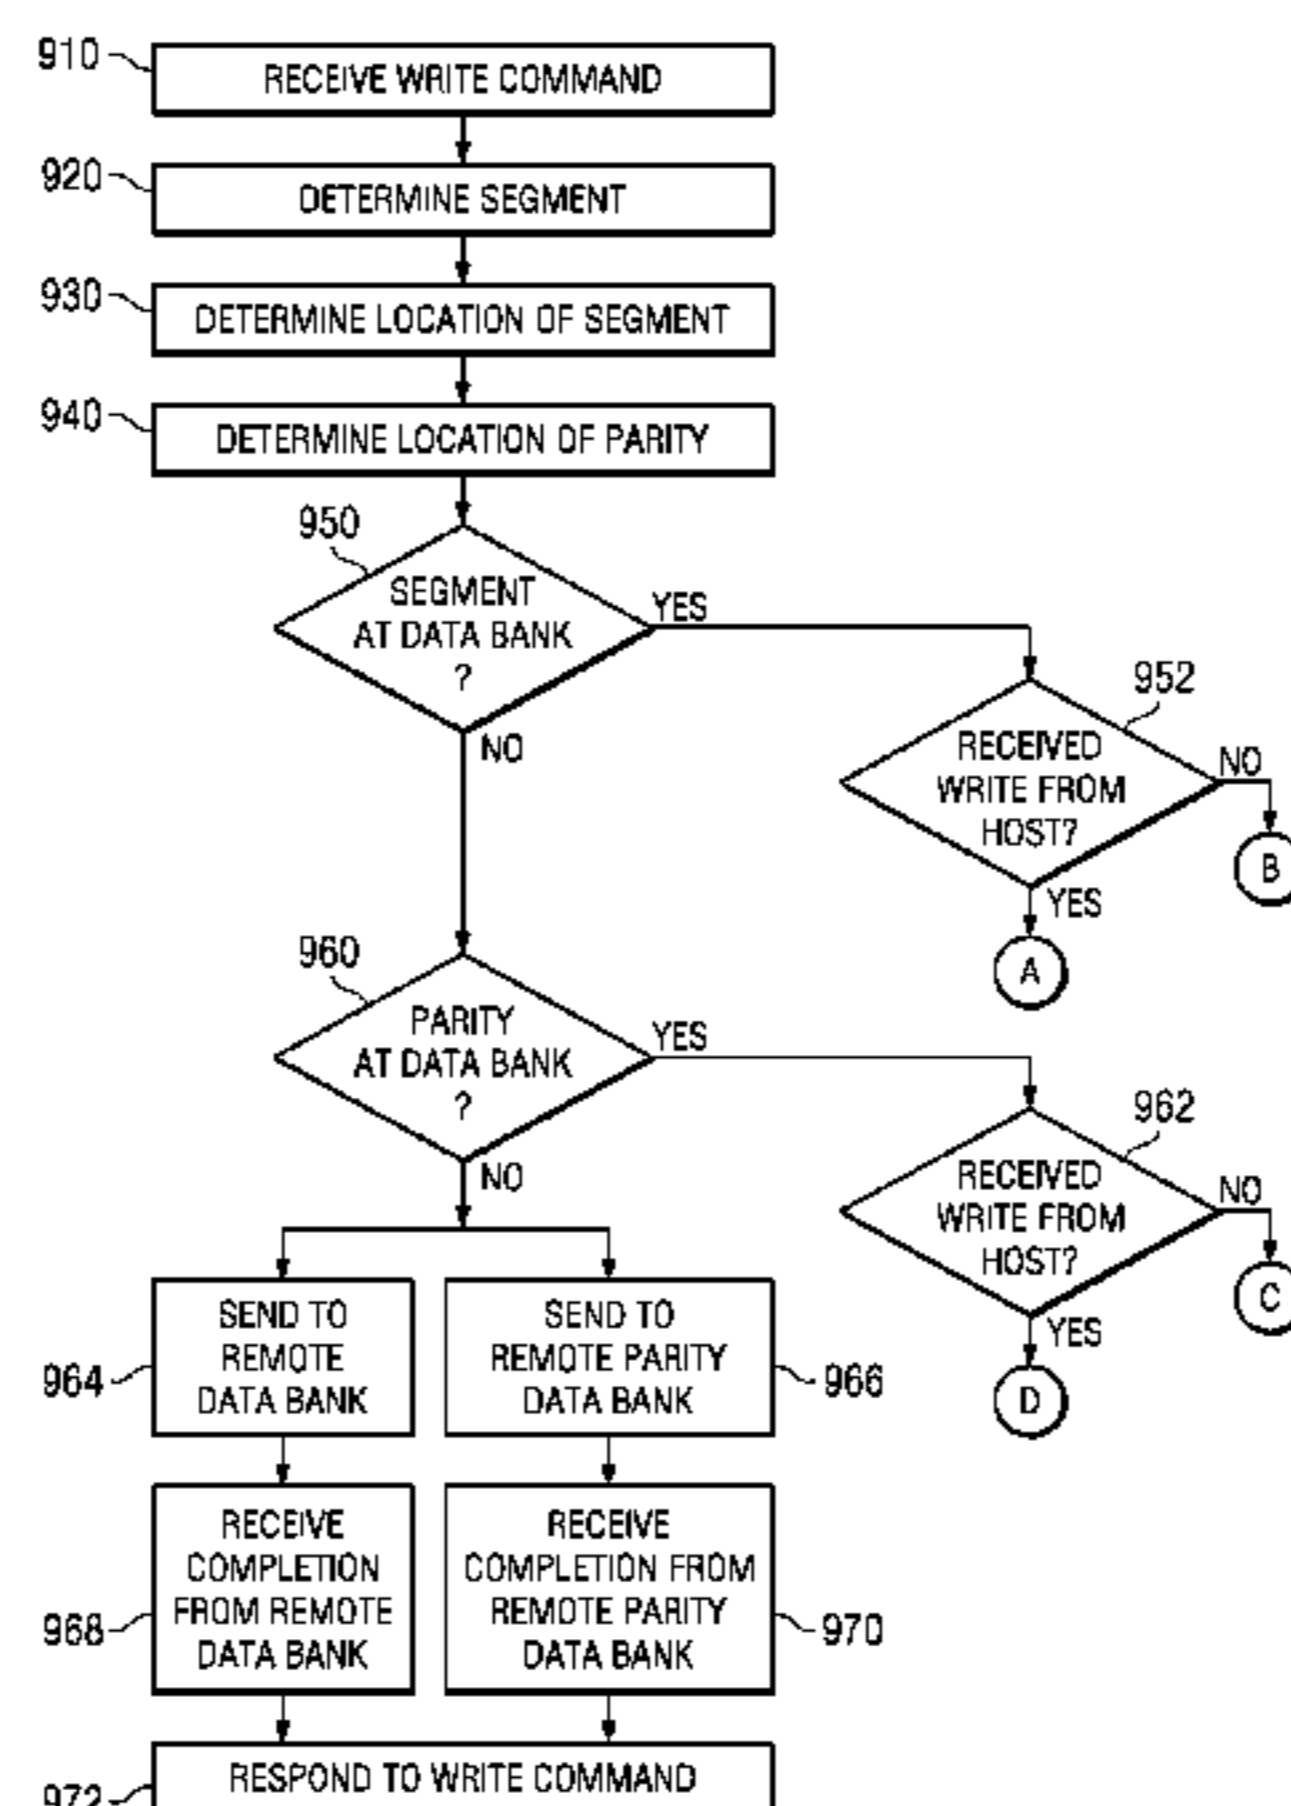 910
RECEIVE WRITE COMMAND
920
DETERMINE SEGMENT
930
DETERMINE LOCATION OF SEGMENT
940
DETERMINE LOCATION OF PARITY
950
SEGMENT
AT DATA BANK
?
YES
NO
952
RECEIVED
WRITE FROM
HOST?
NO
B
YES
A
960
PARITY
AT DATA BANK
?
YES
NO
962
RECEIVED
WRITE FROM
HOST?
NO
C
YES
D
964
SEND TO
REMOTE
DATA BANK
SEND TO
REMOTE PARITY
DATA BANK
966
968
RECEIVE
COMPLETION
FROM REMOTE
DATA BANK
RECEIVE
COMPLETION FROM
REMOTE PARITY
DATA BANK
970
972
RESPOND TO WRITE COMMAND